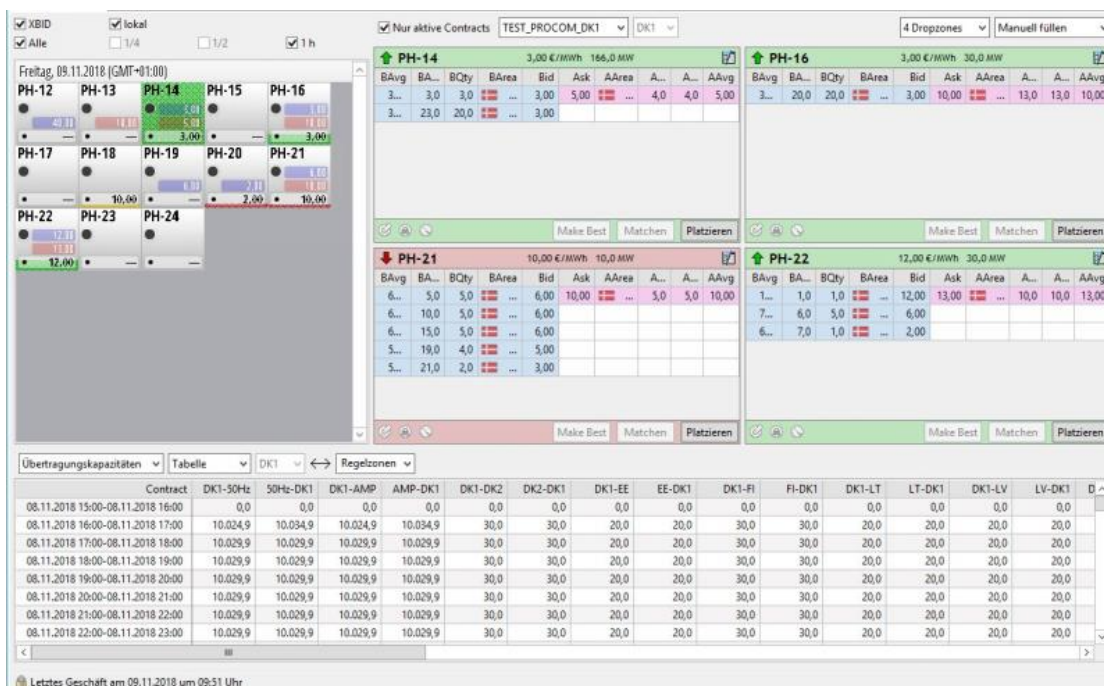 XBID lokal Nur aktive Contracts TEST_PROCOM_DK1 DK1 4 Dropzones Manuell füllen
Alle 1/4 1/2 1 h
Freitag, 09.11.2018 (GMT+01:00)
PH-12 PH-13 PH-14 PH-15 PH-16
40,00 5,00
5,00
— — 3,00 — 3,00
PH-17 PH-18 PH-19 PH-20 PH-21
— 10,00 — 2,00 10,00
PH-22 PH-23 PH-24
12,00 — —
PH-14 3,00 €/MWh 166,0 MW
BAvg BA... BQty BArea Bid Ask AArea A... A... AAvg
3... 3,0 3,0 ... 3,00 5,00 ... 4,0 4,0 5,00
3... 23,0 20,0 ... 3,00
Make Best Matchen Platzieren
PH-16 3,00 €/MWh 30,0 MW
BAvg BA... BQty BArea Bid Ask AArea A... A... AAvg
3... 20,0 20,0 ... 3,00 10,00 ... 13,0 13,0 10,00
Make Best Matchen Platzieren
PH-21 10,00 €/MWh 10,0 MW
BAvg BA... BQty BArea Bid Ask AArea A... A... AAvg
6... 5,0 5,0 ... 6,00 10,00 ... 5,0 5,0 10,00
6... 10,0 5,0 ... 6,00
6... 15,0 5,0 ... 6,00
5... 19,0 4,0 ... 5,00
5... 21,0 2,0 ... 3,00
Make Best Matchen Platzieren
PH-22 12,00 €/MWh 30,0 MW
BAvg BA... BQty BArea Bid Ask AArea A... A... AAvg
1... 1,0 1,0 ... 12,00 13,00 ... 10,0 10,0 13,00
7... 6,0 5,0 ... 6,00
6... 7,0 1,0 ... 2,00
Make Best Matchen Platzieren
Übertragungskapazitäten Tabelle DK1 Regelzonen
Contract DK1-50Hz 50Hz-DK1 DK1-AMP AMP-DK1 DK1-DK2 DK2-DK1 DK1-EE EE-DK1 DK1-FI FI-DK1 DK1-LT LT-DK1 DK1-LV LV-DK1 D
08.11.2018 15:00-08.11.2018 16:00 0,0 0,0 0,0 0,0 0,0 0,0 0,0 0,0 0,0 0,0 0,0 0,0 0,0 0,0
08.11.2018 16:00-08.11.2018 17:00 10.024,9 10.034,9 10.024,9 10.034,9 30,0 30,0 20,0 20,0 30,0 30,0 20,0 20,0 20,0 20,0
08.11.2018 17:00-08.11.2018 18:00 10.029,9 10.029,9 10.029,9 10.029,9 30,0 30,0 20,0 20,0 30,0 30,0 20,0 20,0 20,0 20,0
08.11.2018 18:00-08.11.2018 19:00 10.029,9 10.029,9 10.029,9 10.029,9 30,0 30,0 20,0 20,0 30,0 30,0 20,0 20,0 20,0 20,0
08.11.2018 19:00-08.11.2018 20:00 10.029,9 10.029,9 10.029,9 10.029,9 30,0 30,0 20,0 20,0 30,0 30,0 20,0 20,0 20,0 20,0
08.11.2018 20:00-08.11.2018 21:00 10.029,9 10.029,9 10.029,9 10.029,9 30,0 30,0 20,0 20,0 30,0 30,0 20,0 20,0 20,0 20,0
08.11.2018 21:00-08.11.2018 22:00 10.029,9 10.029,9 10.029,9 10.029,9 30,0 30,0 20,0 20,0 30,0 30,0 20,0 20,0 20,0 20,0
08.11.2018 22:00-08.11.2018 23:00 10.029,9 10.029,9 10.029,9 10.029,9 30,0 30,0 20,0 20,0 30,0 30,0 20,0 20,0 20,0 20,0
Letztes Geschäft am 09.11.2018 um 09:51 Uhr